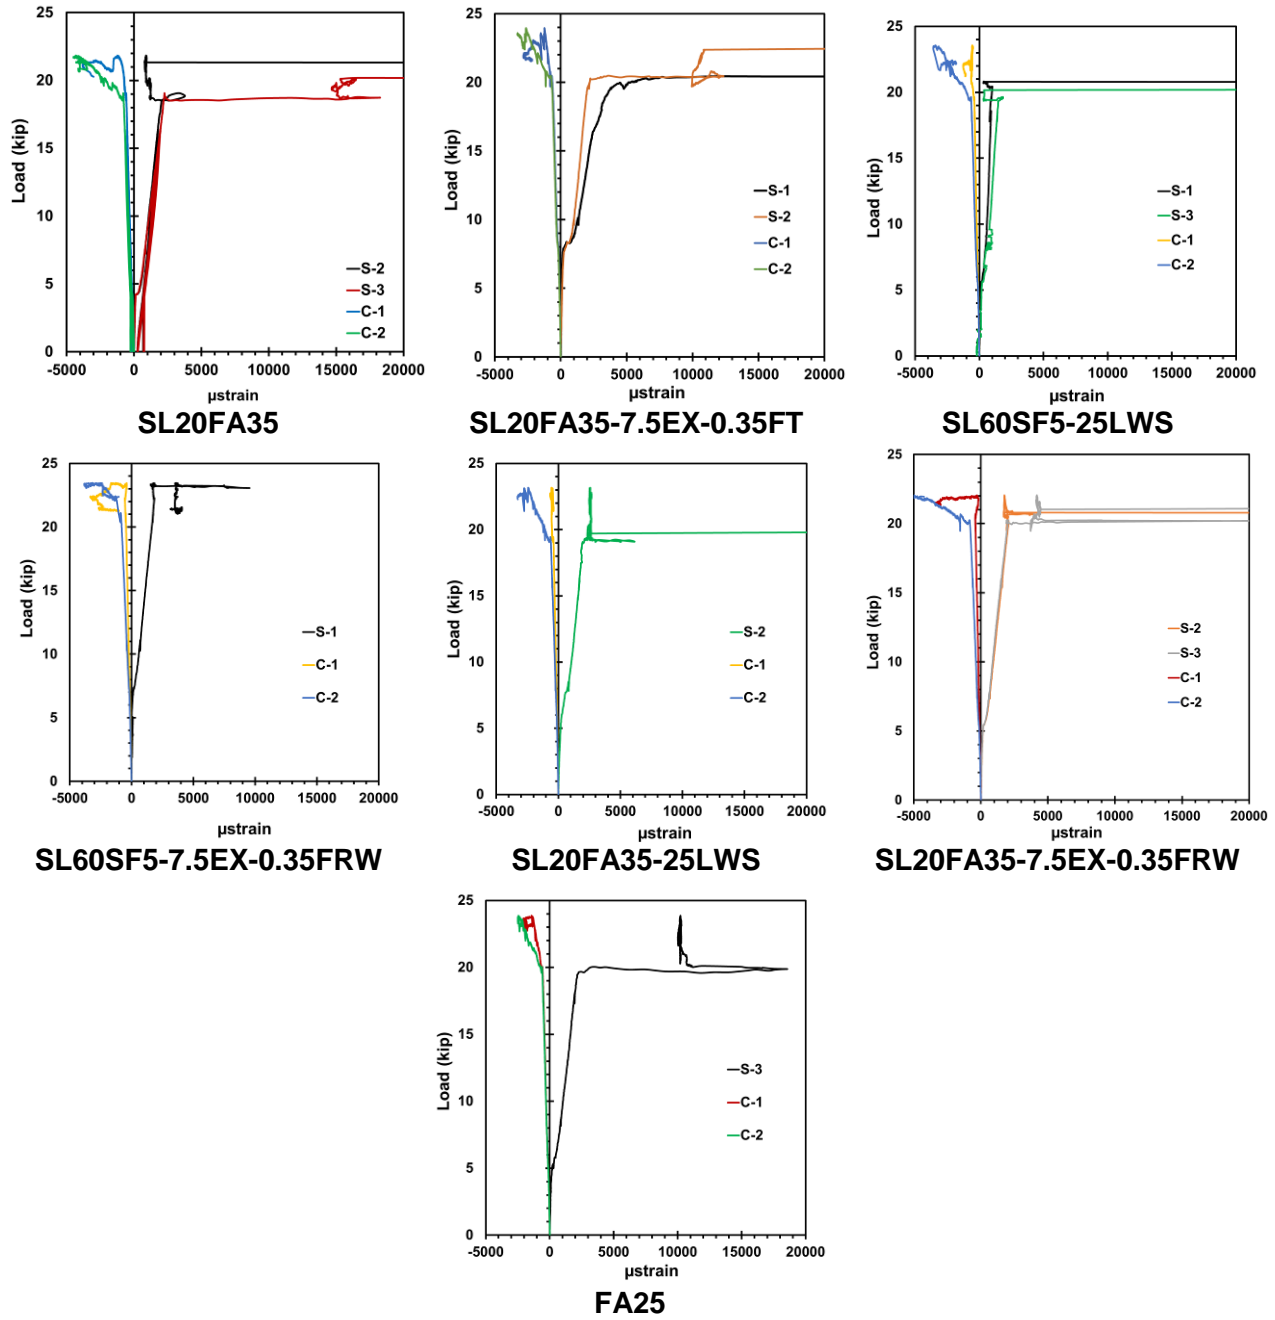 25
20
15
10
5
0
Load (kip)
-5000 0 5000 10000 15000 20000
µstrain
S-2
S-3
C-1
C-2
SL20FA35
25
20
15
10
5
0
Load (kip)
-5000 0 5000 10000 15000 20000
µstrain
S-1
S-2
C-1
C-2
SL20FA35-7.5EX-0.35FT
25
20
15
10
5
0
Load (kip)
-5000 0 5000 10000 15000 20000
µstrain
S-1
S-3
C-1
C-2
SL60SF5-25LWS
25
20
15
10
5
0
Load (kip)
-5000 0 5000 10000 15000 20000
µstrain
S-1
C-1
C-2
SL60SF5-7.5EX-0.35FRW
25
20
15
10
5
0
Load (kip)
-5000 0 5000 10000 15000 20000
µstrain
S-2
C-1
C-2
SL20FA35-25LWS
25
20
15
10
5
0
Load (kip)
-5000 0 5000 10000 15000 20000
µstrain
S-2
S-3
C-1
C-2
SL20FA35-7.5EX-0.35FRW
25
20
15
10
5
0
Load (kip)
-5000 0 5000 10000 15000 20000
µstrain
S-3
C-1
C-2
FA25